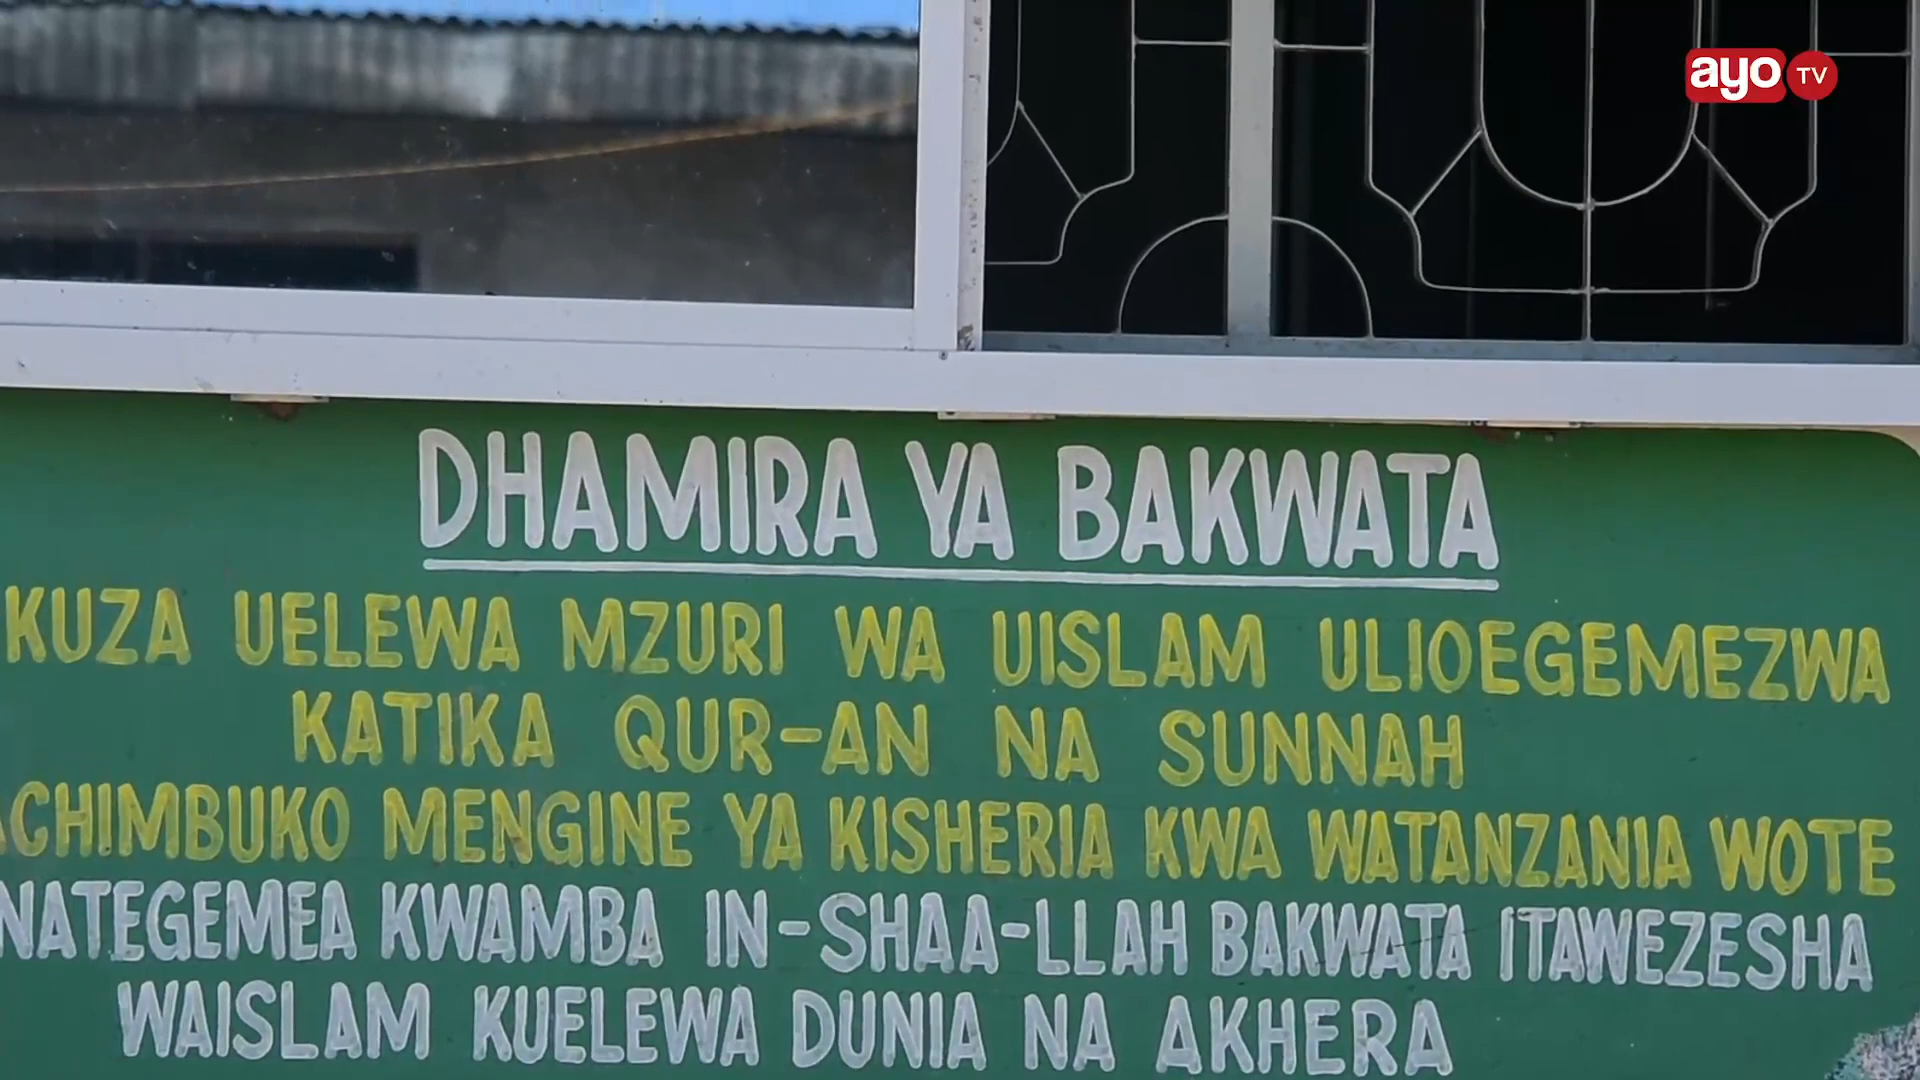 ayo TV
DHAMIRA YA BAKWATA
KUZA UELEWA MZURI WA UISLAM ULIOEGEMEZWA
KATIKA QUR-AN NA SUNNAH
ACHIMBUKO MENGINE YA KISHERIA KWA WATANZANIA WOTE
NATEGEMEA KWAMBA IN-SHAA-LLAH BAKWATA ITAWEZESHA
WAISLAM KUELEWA DUNIA NA AKHERA